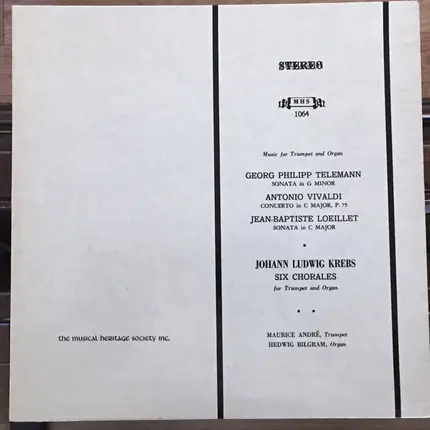 STEREO
MHS
1064
Music for Trumpet and Organ
GEORG PHILIPP TELEMANN
SONATA in G MINOR
ANTONIO VIVALDI
CONCERTO in C MAJOR, P. 75
JEAN-BAPTISTE LOEILLET
SONATA in C MAJOR
*
JOHANN LUDWIG KREBS
SIX CHORALES
for Trumpet and Organ
* *
MAURICE ANDRÉ, Trumpet
HEDWIG BILGRAM, Organ
the musical heritage society inc.